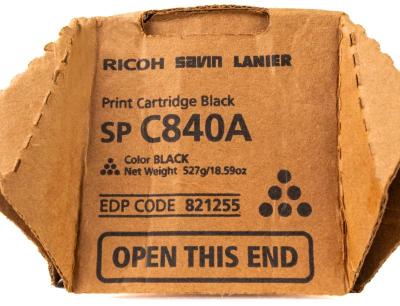 RICOH SAVIN LANIER
Print Cartridge Black
SP C840A
Color BLACK
Net Weight 527g/18.59oz
EDP CODE 821255
OPEN THIS END